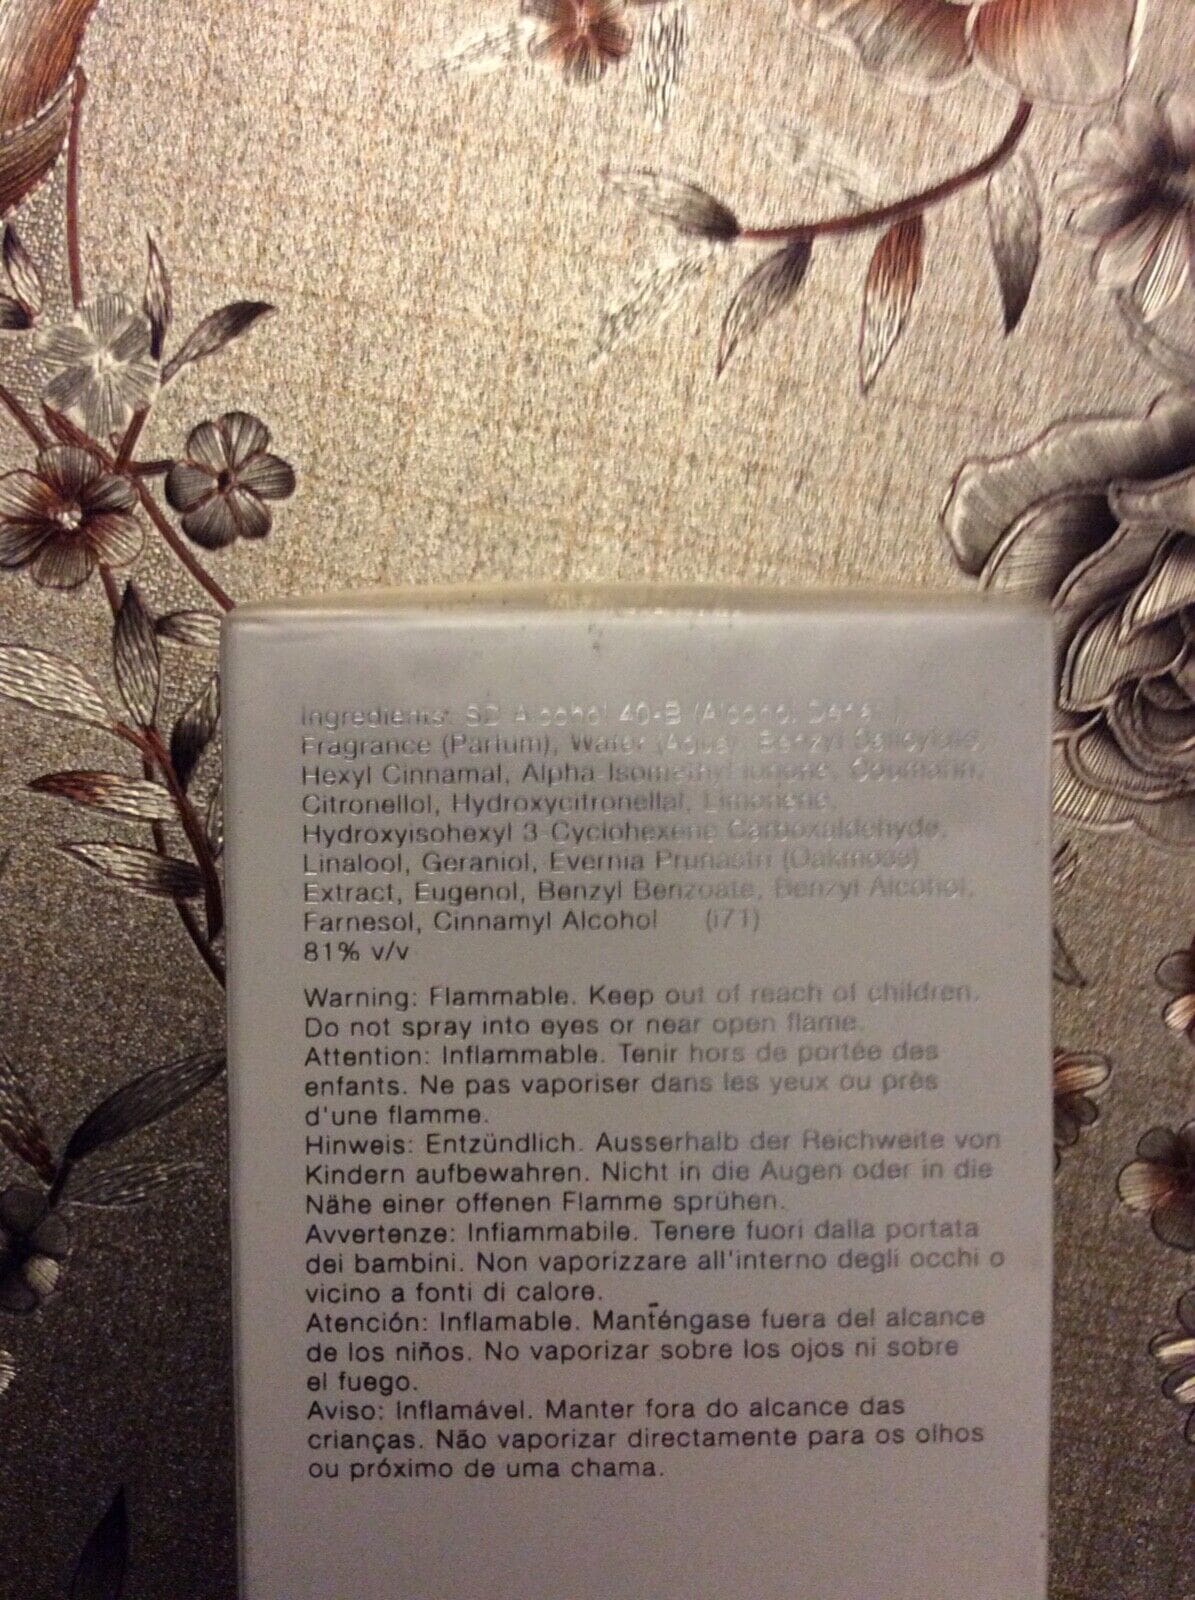 Ingredients: SD Alcohol 40-B (Alcohol Denat.),
Fragrance (Parfum), Water (Aqua), Benzyl Salicylate,
Hexyl Cinnamal, Alpha-Isomethyl Ionone, Coumarin,
Citronellol, Hydroxycitronellal, Limonene,
Hydroxyisohexyl 3-Cyclohexene Carboxaldehyde,
Linalool, Geraniol, Evernia Prunastri (Oakmoss)
Extract, Eugenol, Benzyl Benzoate, Benzyl Alcohol,
Farnesol, Cinnamyl Alcohol (i71)
81% v/v
Warning: Flammable. Keep out of reach of children.
Do not spray into eyes or near open flame.
Attention: Inflammable. Tenir hors de portée des
enfants. Ne pas vaporiser dans les yeux ou près
d'une flamme.
Hinweis: Entzündlich. Ausserhalb der Reichweite von
Kindern aufbewahren. Nicht in die Augen oder in die
Nähe einer offenen Flamme sprühen.
Avvertenze: Infiammabile. Tenere fuori dalla portata
dei bambini. Non vaporizzare all'interno degli occhi o
vicino a fonti di calore.
Atención: Inflamable. Manténgase fuera del alcance
de los niños. No vaporizar sobre los ojos ni sobre
el fuego.
Aviso: Inflamável. Manter fora do alcance das
crianças. Não vaporizar directamente para os olhos
ou próximo de uma chama.